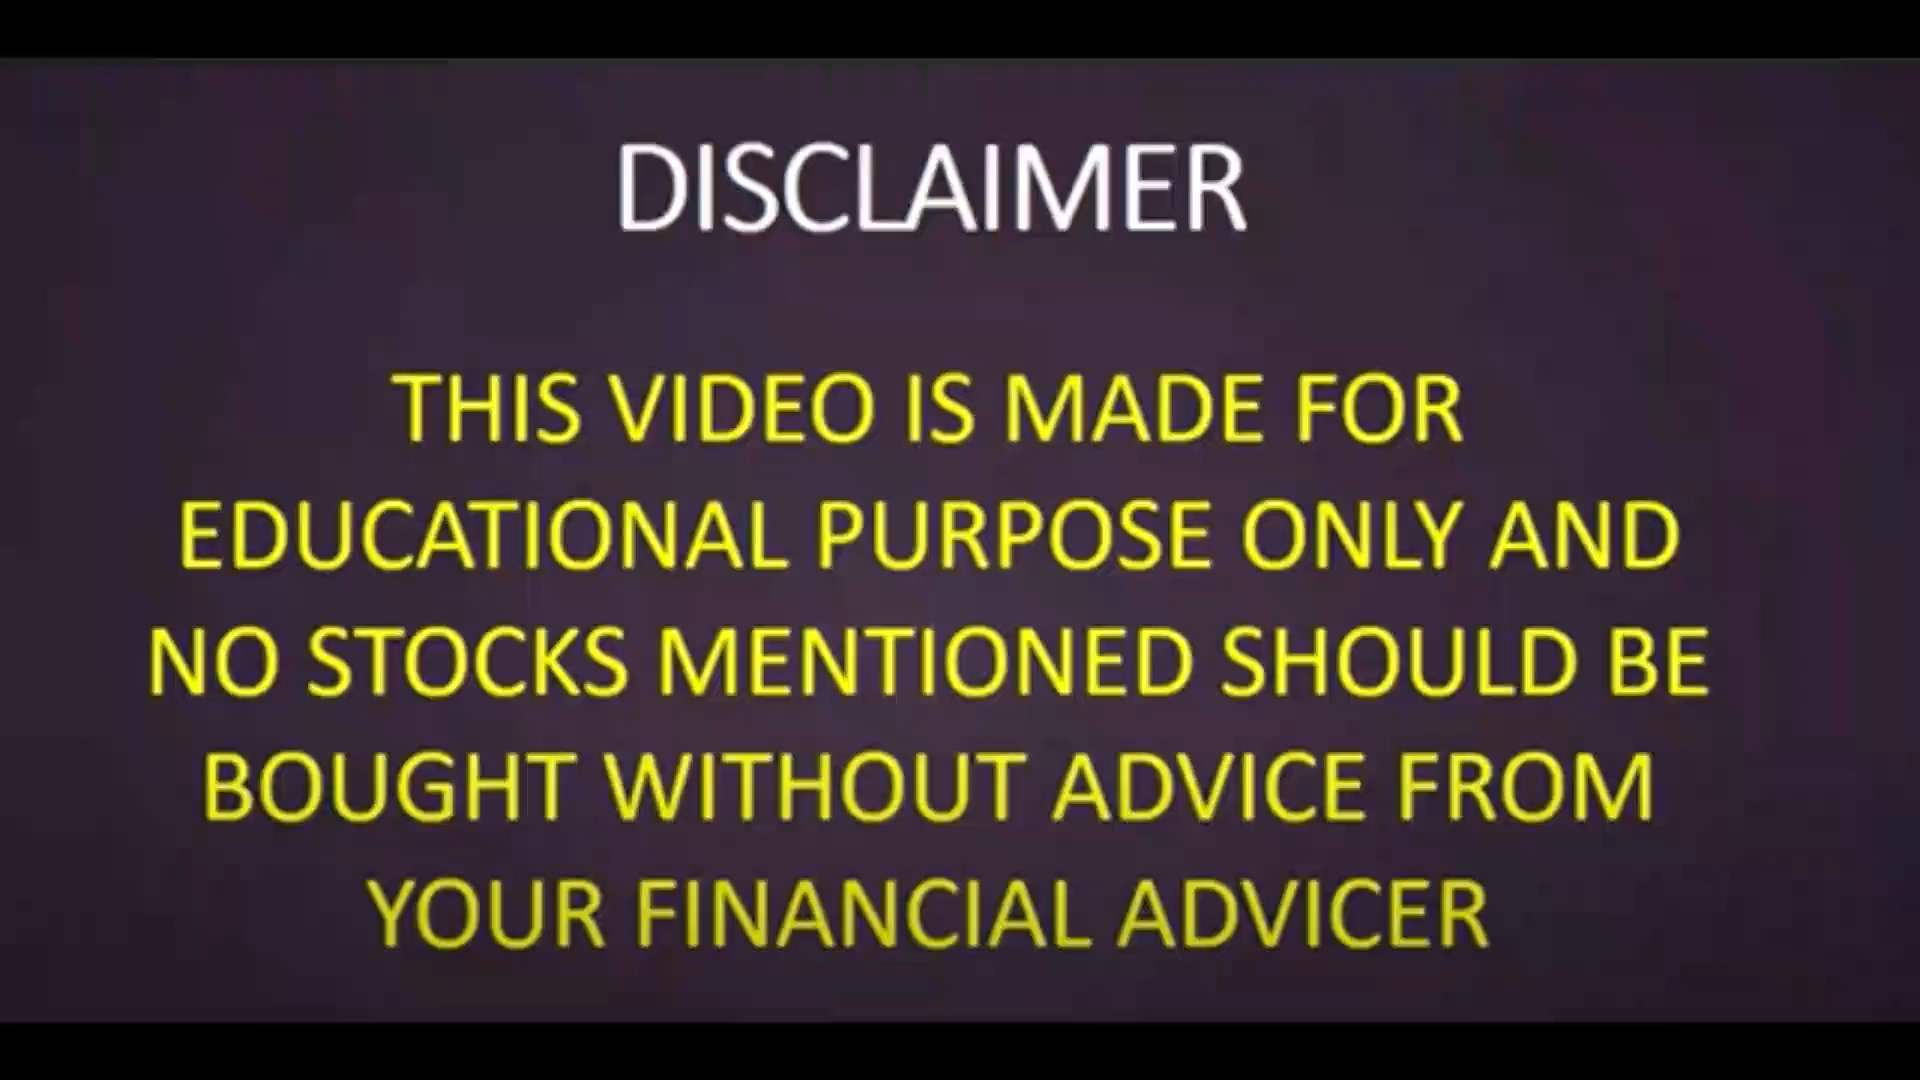 DISCLAIMER
THIS VIDEO IS MADE FOR
EDUCATIONAL PURPOSE ONLY AND
NO STOCKS MENTIONED SHOULD BE
BOUGHT WITHOUT ADVICE FROM
YOUR FINANCIAL ADVICER